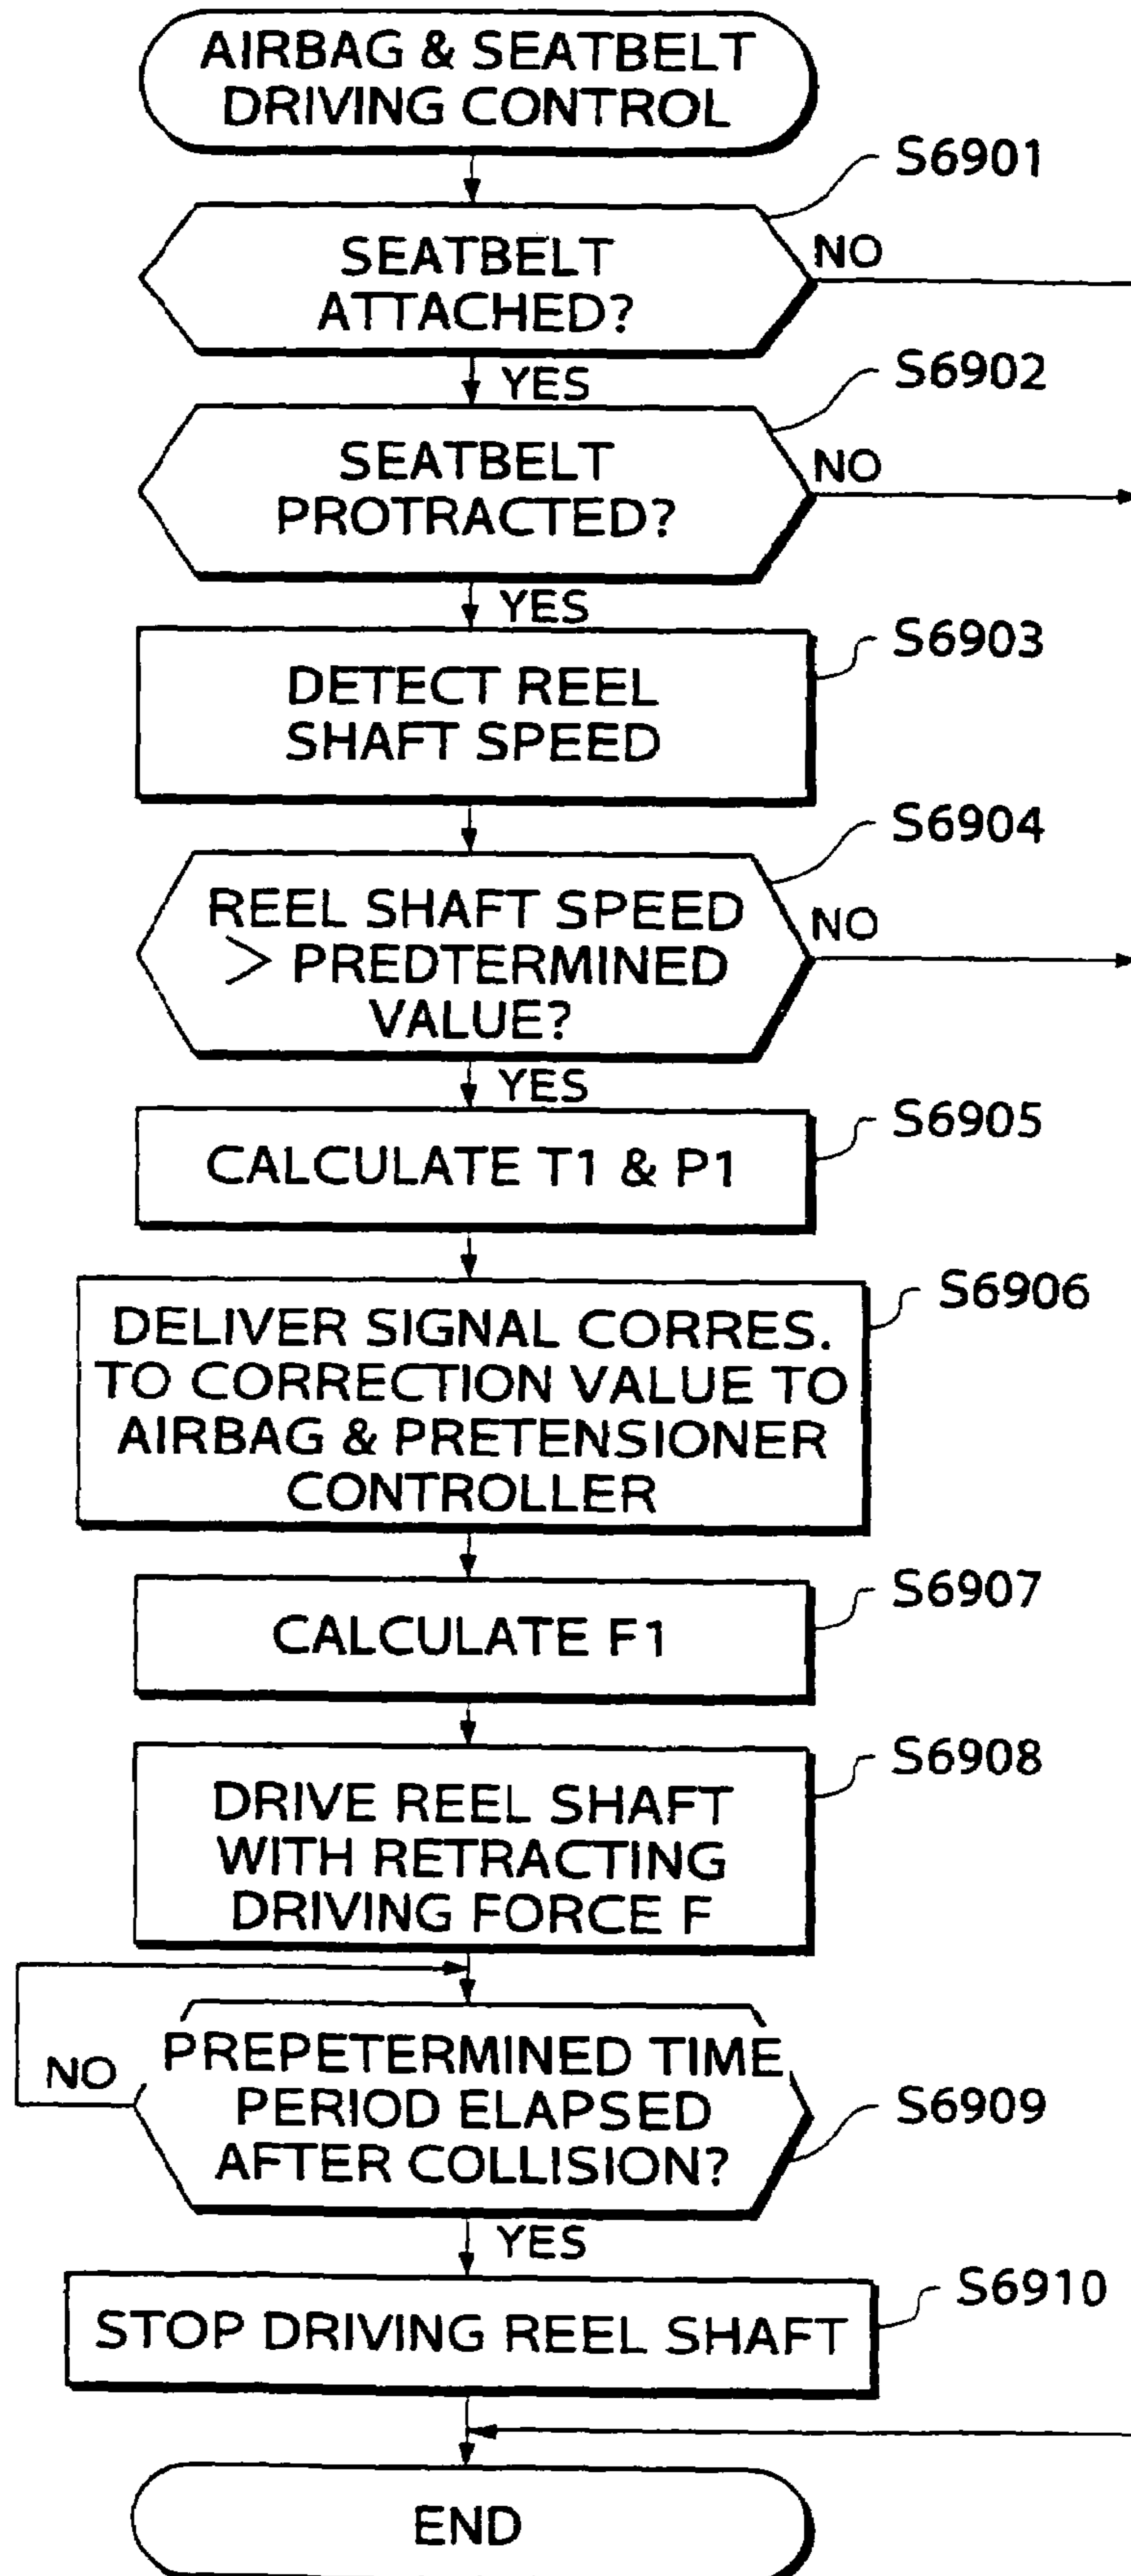 AIRBAG & SEATBELT
DRIVING CONTROL
S6901
SEATBELT
ATTACHED?
NO
YES
S6902
SEATBELT
PROTRACTED?
NO
YES
S6903
DETECT REEL
SHAFT SPEED
S6904
REEL SHAFT SPEED
> PREDTERMINED
VALUE?
NO
YES
S6905
CALCULATE T1 & P1
S6906
DELIVER SIGNAL CORRES.
TO CORRECTION VALUE TO
AIRBAG & PRETENSIONER
CONTROLLER
S6907
CALCULATE F1
S6908
DRIVE REEL SHAFT
WITH RETRACTING
DRIVING FORCE F
NO
PREPETERMINED TIME
PERIOD ELAPSED
AFTER COLLISION?
S6909
YES
S6910
STOP DRIVING REEL SHAFT
END